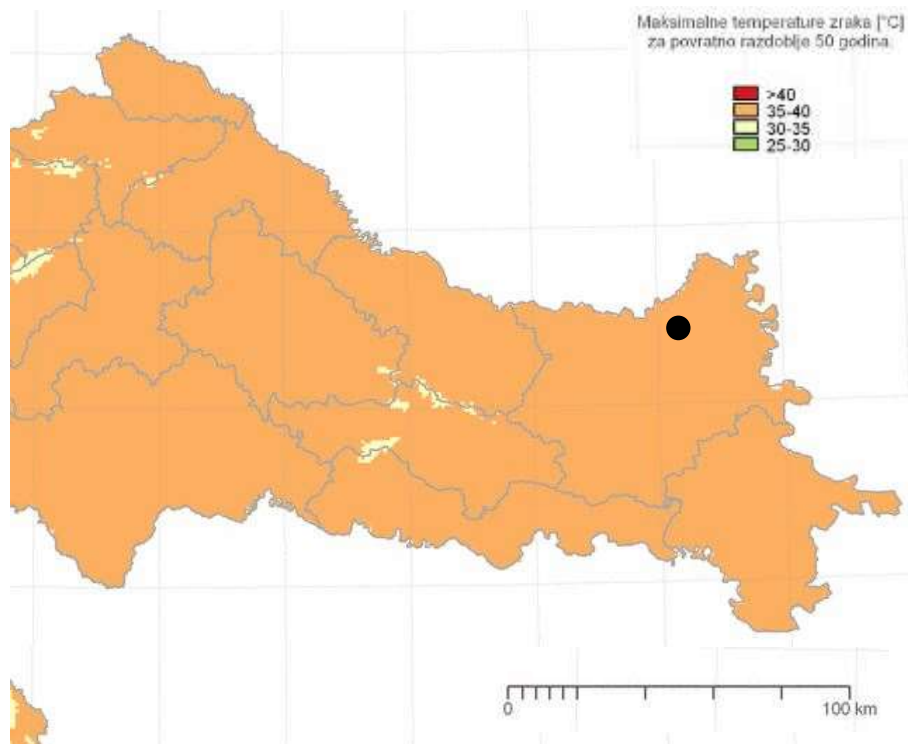 Maksimalne temperature zraka [°C]
za povratno razdoblje 50 godina.
>40
35-40
30-35
25-30
0
100 km